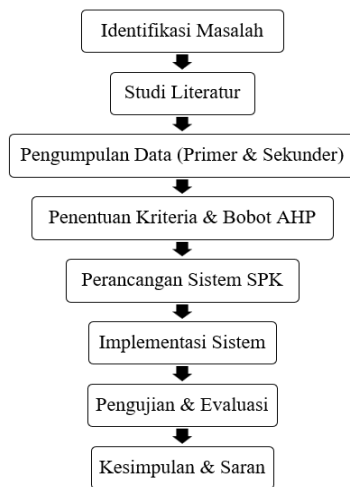 Identifikasi Masalah
Studi Literatur
Pengumpulan Data (Primer & Sekunder)
Penentuan Kriteria & Bobot AHP
Perancangan Sistem SPK
Implementasi Sistem
Pengujian & Evaluasi
Kesimpulan & Saran